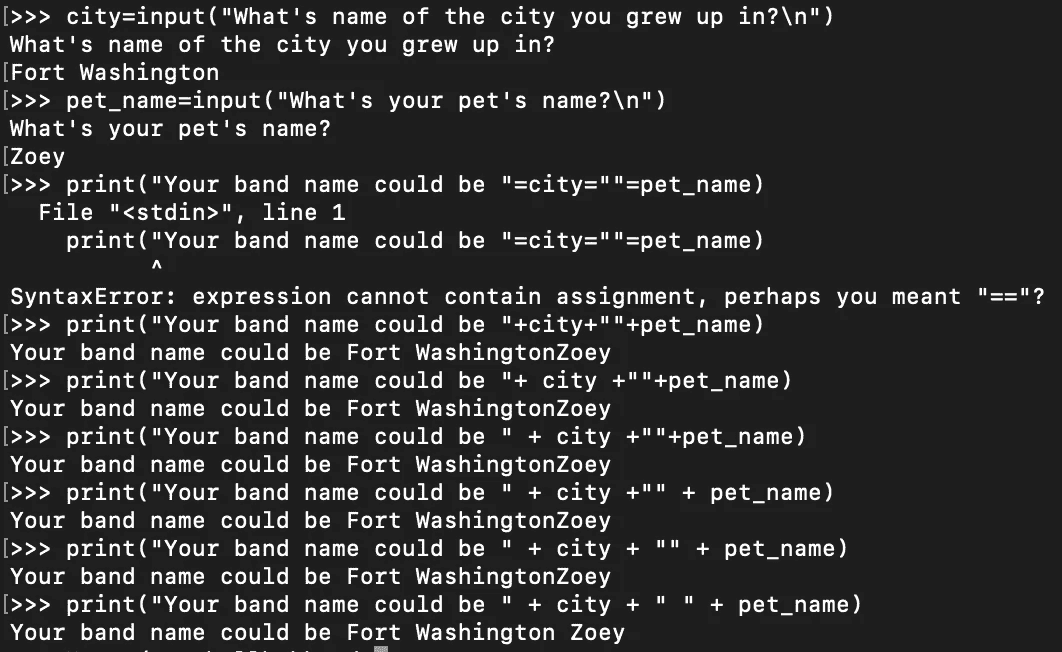 [>>> city=input("What's name of the city you grew up in?\n")
What's name of the city you grew up in?
[Fort Washington
[>>> pet_name=input("What's your pet's name?\n")
What's your pet's name?
[Zoey
[>>> print("Your band name could be "=city=""=pet_name)
  File "<stdin>", line 1
    print("Your band name could be "=city=""=pet_name)
          ^
SyntaxError: expression cannot contain assignment, perhaps you meant "=="?
[>>> print("Your band name could be "+city+""+pet_name)
Your band name could be Fort WashingtonZoey
[>>> print("Your band name could be "+ city +""+pet_name)
Your band name could be Fort WashingtonZoey
[>>> print("Your band name could be " + city +""+pet_name)
Your band name could be Fort WashingtonZoey
[>>> print("Your band name could be " + city +"" + pet_name)
Your band name could be Fort WashingtonZoey
[>>> print("Your band name could be " + city + "" + pet_name)
Your band name could be Fort WashingtonZoey
[>>> print("Your band name could be " + city + " " + pet_name)
Your band name could be Fort Washington Zoey